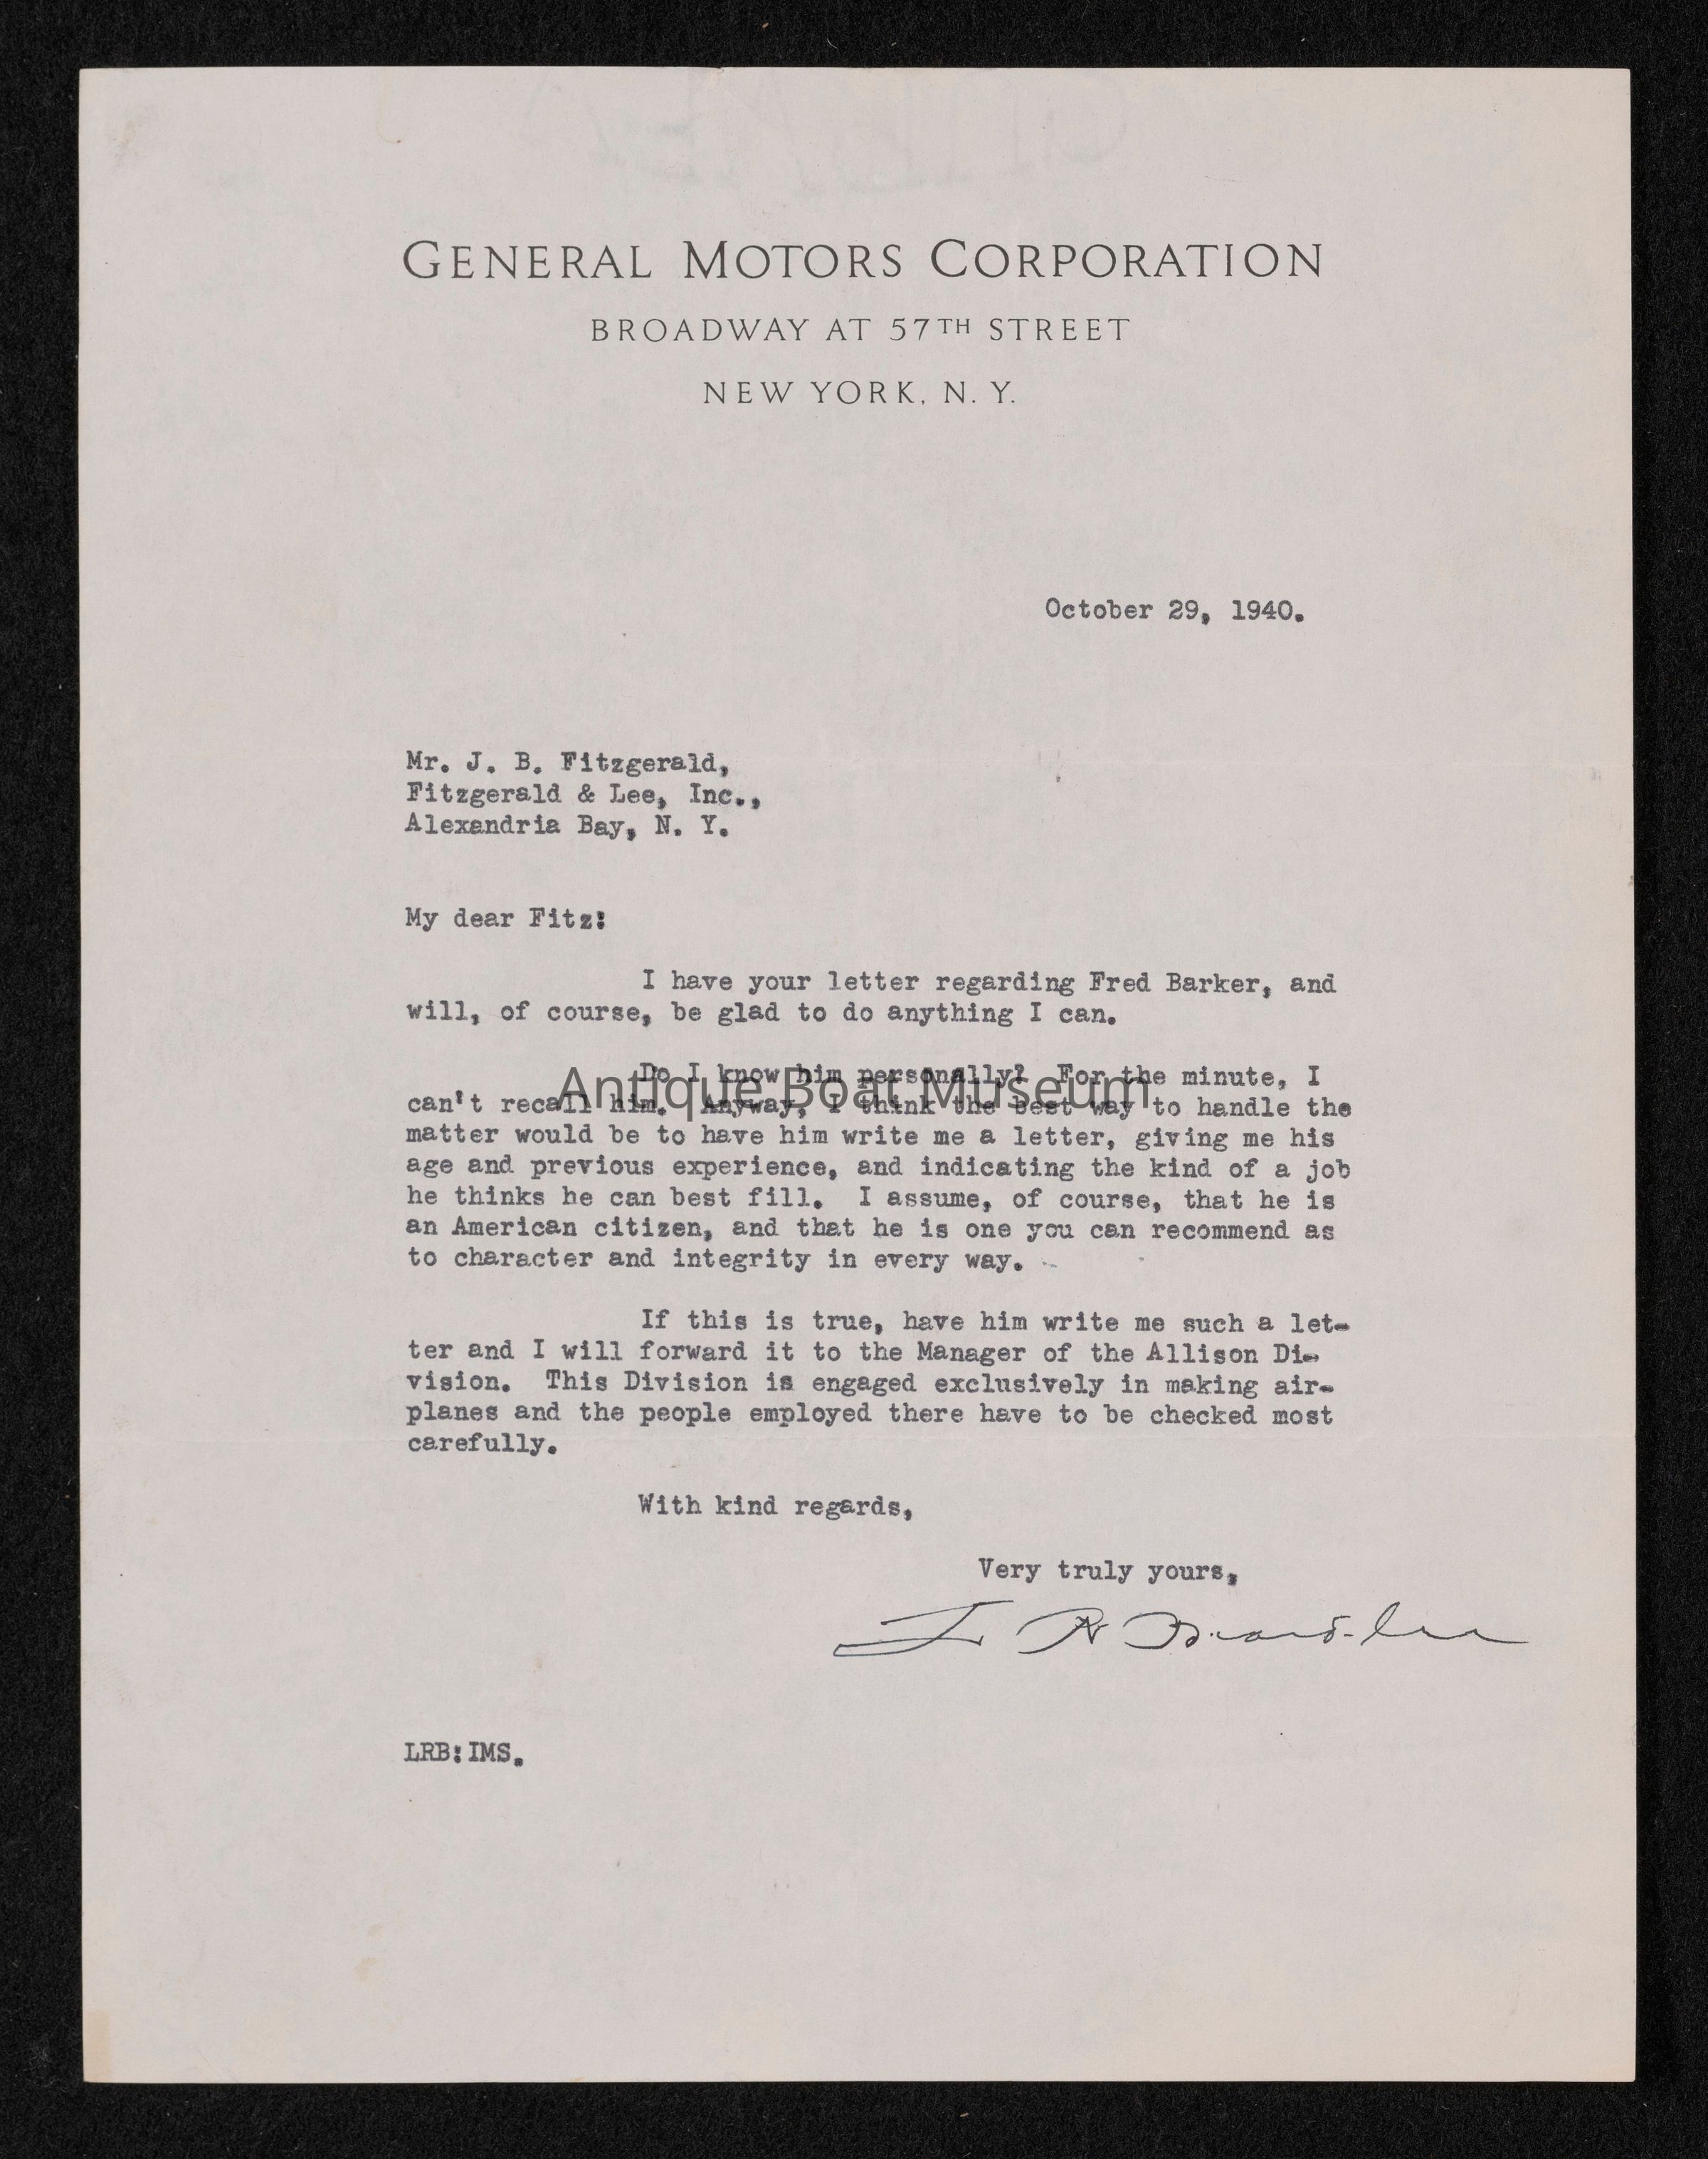 GENERAL MOTORS CORPORATION
BROADWAY AT 57TH STREET
NEW YORK, N. Y.
October 29, 1940.
Mr. J. B. Fitzgerald,
Fitzgerald & Lee, Inc.,
Alexandria Bay, N. Y.
My dear Fitz:
I have your letter regarding Fred Barker, and
will, of course, be glad to do anything I can.
Do I know him personally? For the minute, I
Antique Boat Museum
can't recall him. Anyway, I think the best way to handle the
matter would be to have him write me a letter, giving me his
age and previous experience, and indicating the kind of a job
he thinks he can best fill. I assume, of course, that he is
an American citizen, and that he is one you can recommend as
to character and integrity in every way.
If this is true, have him write me such a let-
ter and I will forward it to the Manager of the Allison Di-
vision. This Division is engaged exclusively in making air-
planes and the people employed there have to be checked most
carefully.
With kind regards,
Very truly yours,
L R
LRB:IMS.